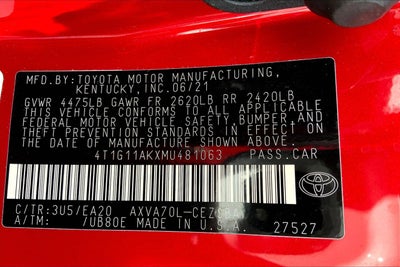 MFD.BY:TOYOTA MOTOR MANUFACTURING,
KENTUCKY,INC.06/21
GVWR 4475LB GAWR FR 2620LB RR 2420LB
THIS VEHICLE CONFORMS TO ALL APPLICABLE
FEDERAL MOTOR VEHICLE SAFETY, BUMPER, AND
THEFT PREVENTION STANDARDS IN EFFECT ON
THE DATE OF MANUFACTURE SHOWN ABOVE.
4T1G11AKXMU481063 PASS.CAR
C/TR:3U5/EA20
A/TM: /UB80E MADE IN U.S.A. 27527